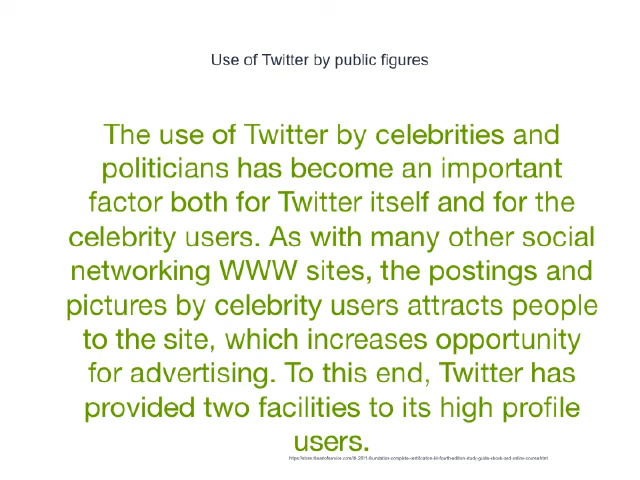 Use of Twitter by public figures
The use of Twitter by celebrities and
politicians has become an important
factor both for Twitter itself and for the
celebrity users. As with many other social
networking WWW sites, the postings and
pictures by celebrity users attracts people
to the site, which increases opportunity
for advertising. To this end, Twitter has
provided two facilities to its high profile
users.